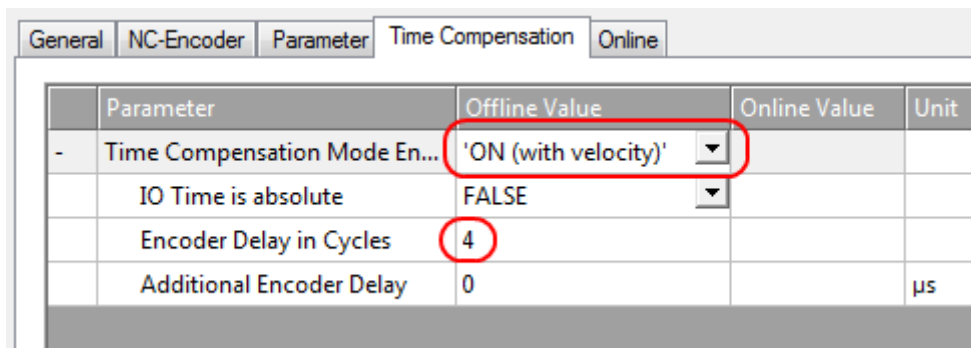 General NC-Encoder Parameter Time Compensation Online
Parameter Offline Value Online Value Unit
- Time Compensation Mode En... 'ON (with velocity)'
IO Time is absolute FALSE
Encoder Delay in Cycles 4
Additional Encoder Delay 0 µs